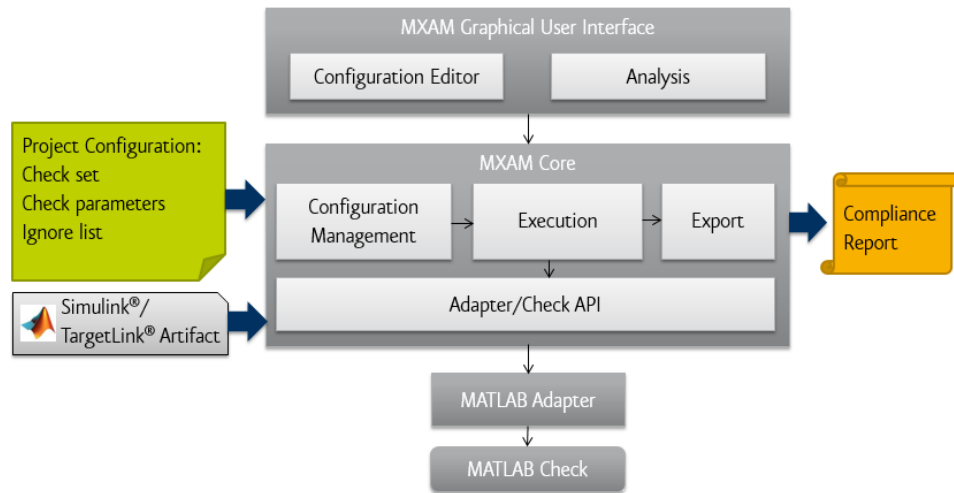 MXAM Graphical User Interface
Configuration Editor
Analysis
Project Configuration:
Check set
Check parameters
Ignore list
MXAM Core
Configuration
Management
Execution
Export
Compliance
Report
Simulink®/
TargetLink® Artifact
Adapter/Check API
MATLAB Adapter
MATLAB Check